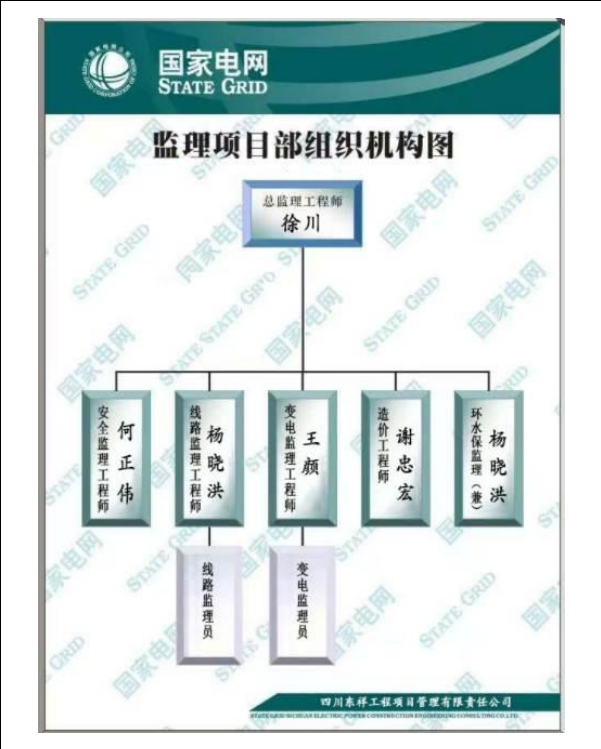 国家电网
STATE GRID
监理项目部组织机构图
总监理工程师
徐川
安全监理工程师
何正伟
线路监理工程师
杨晓洪
变电监理工程师
王颜
造价工程师
谢忠宏
环水保监理（兼）
杨晓洪
线路监理员
变电监理员
四川东祥工程项目管理有限责任公司